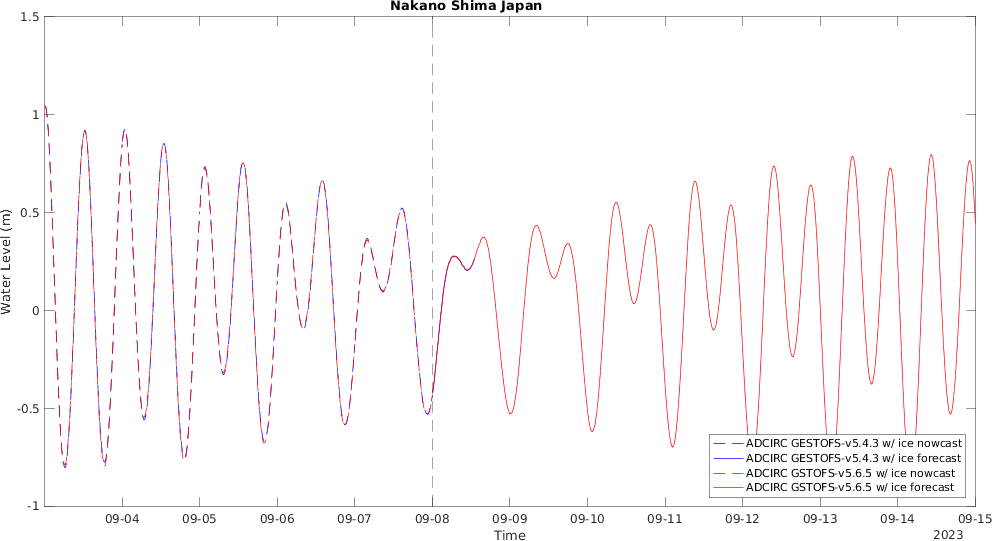 Nakano Shima Japan
1.5
1
0.5
0
-0.5
-1
Water Level (m)
ADCIRC GESTOFS-v5.4.3 w/ ice nowcast
ADCIRC GESTOFS-v5.4.3 w/ ice forecast
ADCIRC GSTOFS-v5.6.5 w/ ice nowcast
ADCIRC GSTOFS-v5.6.5 w/ ice forecast
09-04 09-05 09-06 09-07 09-08 09-09 09-10 09-11 09-12 09-13 09-14 09-15
Time
2023